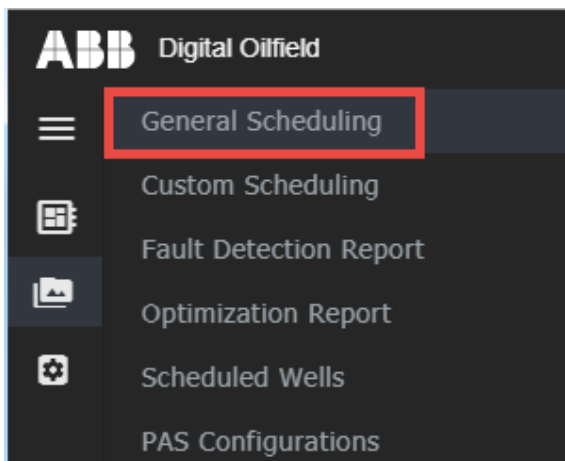 ABB Digital Oilfield
General Scheduling
Custom Scheduling
Fault Detection Report
Optimization Report
Scheduled Wells
PAS Configurations